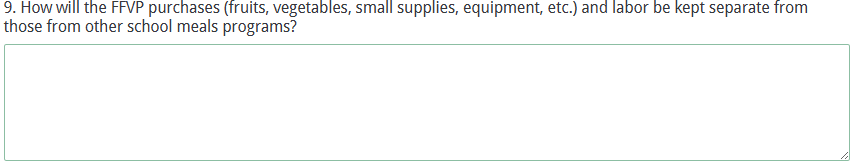 9. How will the FFVP purchases (fruits, vegetables, small supplies, equipment, etc.) and labor be kept separate from
those from other school meals programs?